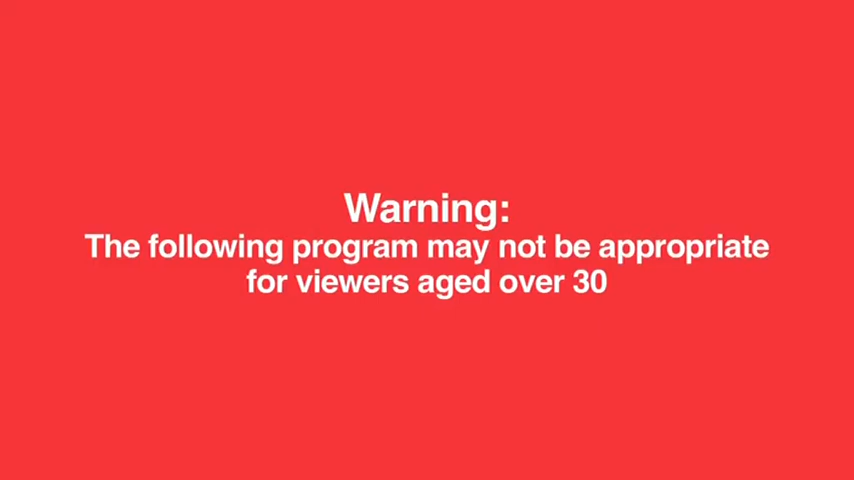 Warning:
The following program may not be appropriate
for viewers aged over 30